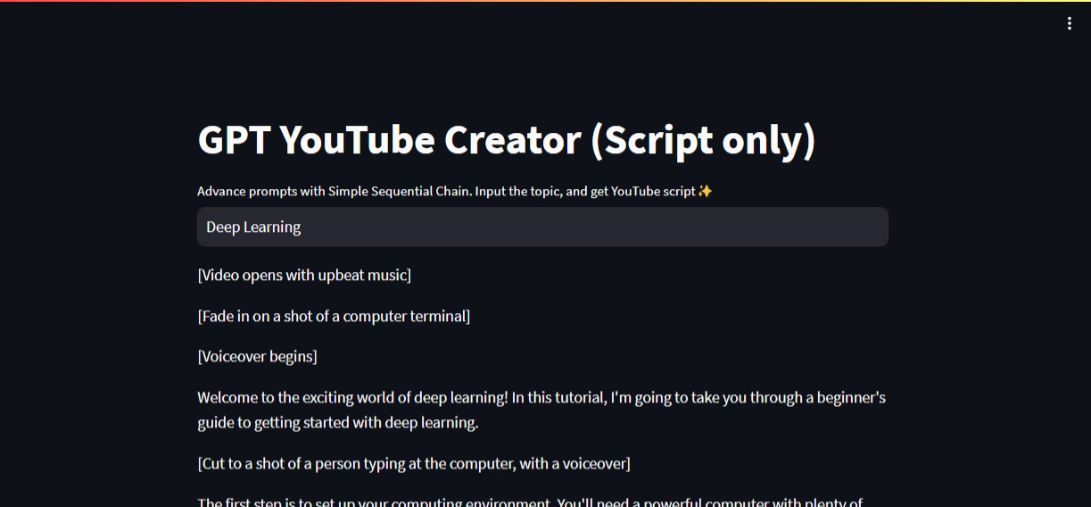 GPT YouTube Creator (Script only)
Advance prompts with Simple Sequential Chain. Input the topic, and get YouTube script✨
Deep Learning
[Video opens with upbeat music]
[Fade in on a shot of a computer terminal]
[Voiceover begins]
Welcome to the exciting world of deep learning! In this tutorial, I'm going to take you through a beginner's
guide to getting started with deep learning.
[Cut to a shot of a person typing at the computer, with a voiceover]
The first step is to set up your computing environment. You'll need a powerful computer with plenty of